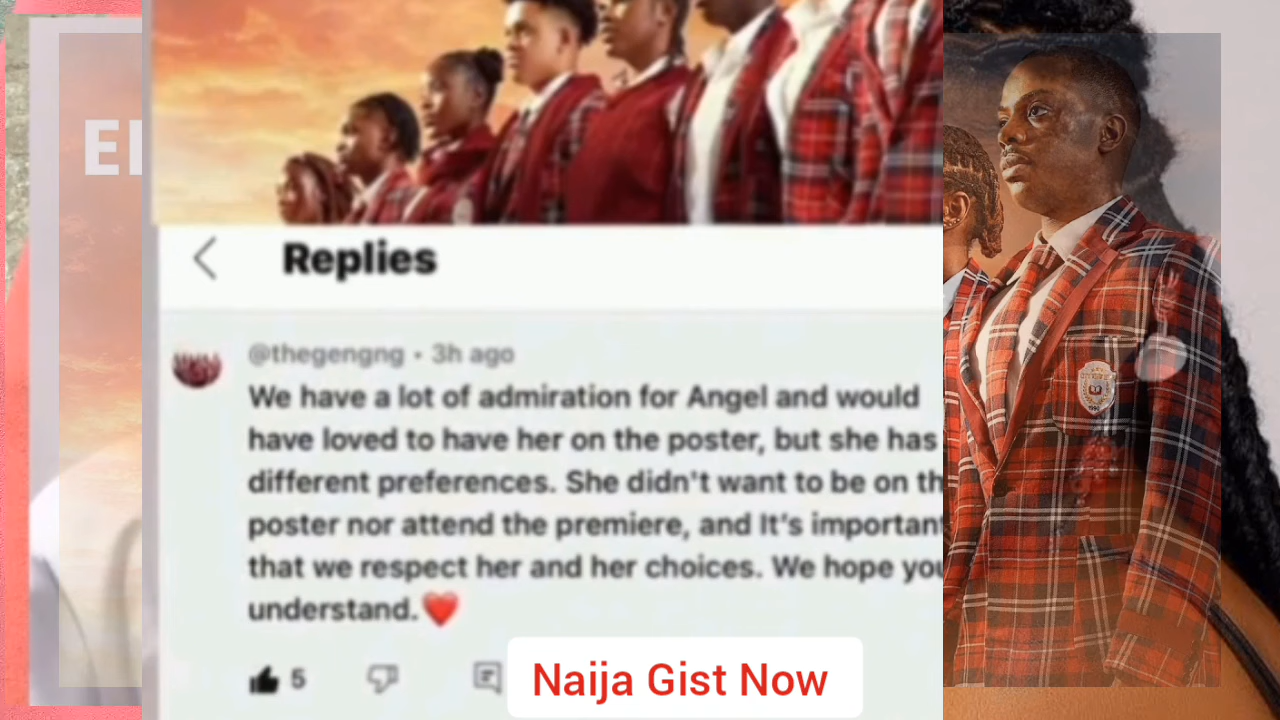 Replies
@thegengng • 3h ago
We have a lot of admiration for Angel and would
have loved to have her on the poster, but she has
different preferences. She didn't want to be on th
poster nor attend the premiere, and It's important
that we respect her and her choices. We hope you
understand.❤️
5
Naija Gist Now